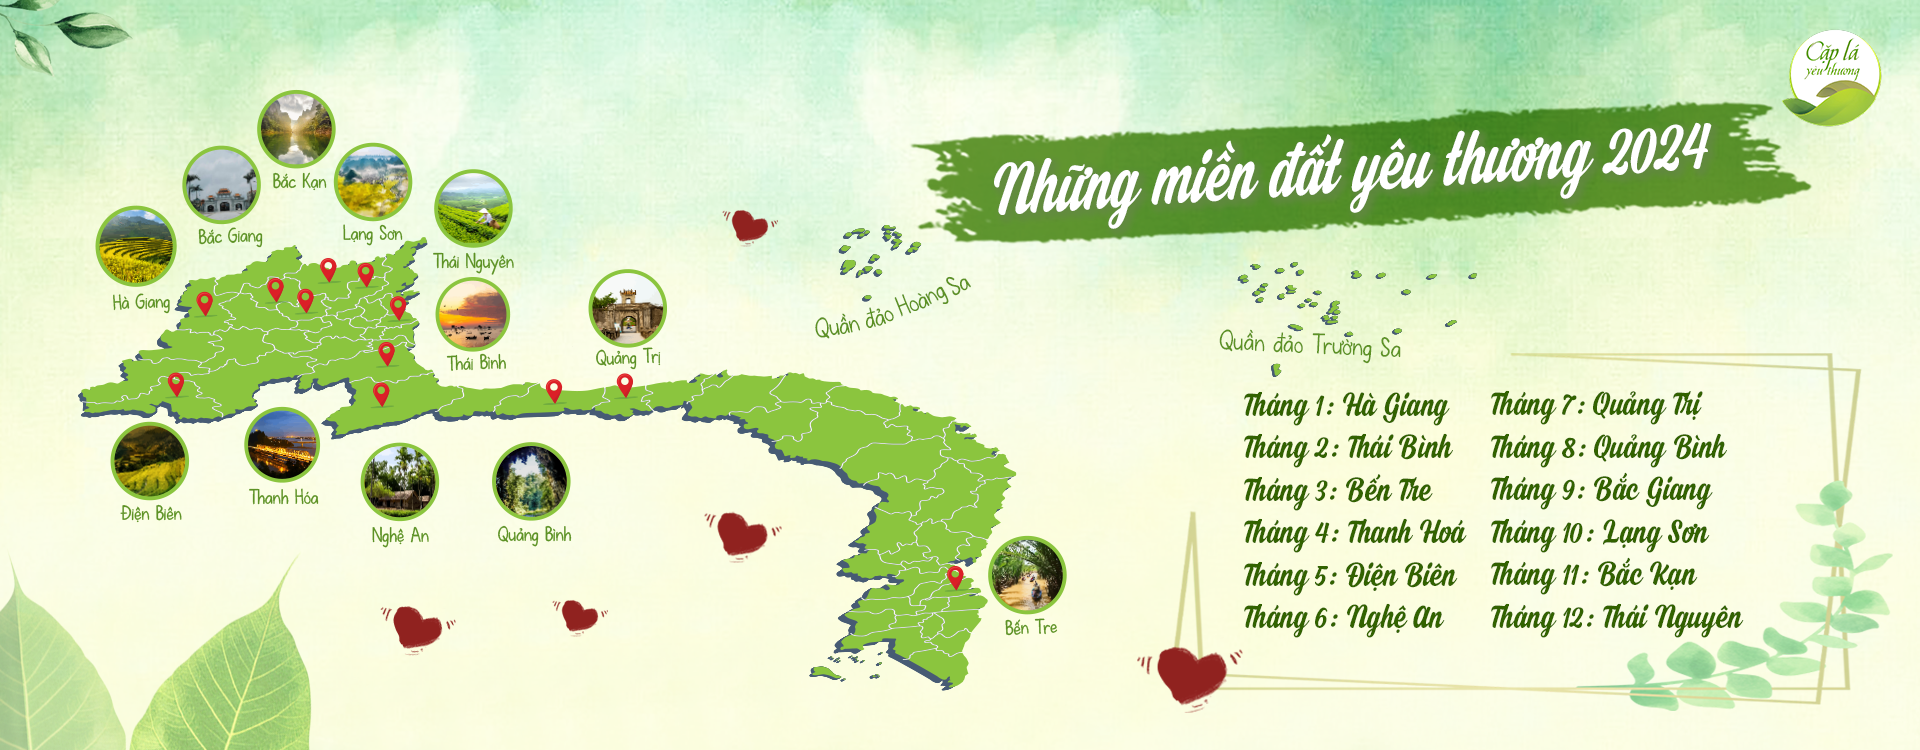 Cặp lá
yêu thương
Những miền đất yêu thương 2024
Bắc Kạn
Bắc Giang
Lạng Sơn
Thái Nguyên
Hà Giang
Thái Bình
Quảng Trị
Quần đảo Hoàng Sa
Quần đảo Trường Sa
Điện Biên
Thanh Hóa
Nghệ An
Quảng Bình
Bến Tre
Tháng 1: Hà Giang
Tháng 2: Thái Bình
Tháng 3: Bến Tre
Tháng 4: Thanh Hoá
Tháng 5: Điện Biên
Tháng 6: Nghệ An
Tháng 7: Quảng Trị
Tháng 8: Quảng Bình
Tháng 9: Bắc Giang
Tháng 10: Lạng Sơn
Tháng 11: Bắc Kạn
Tháng 12: Thái Nguyên